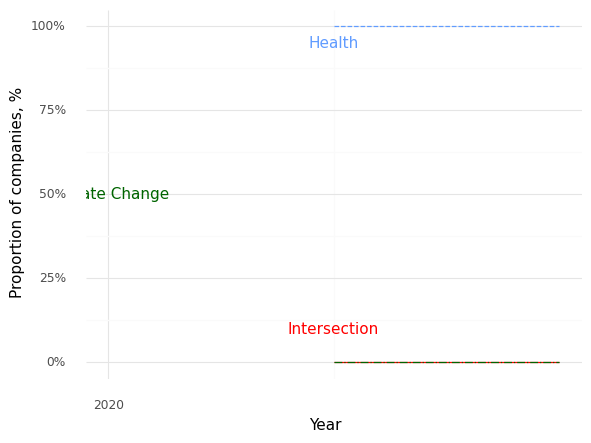 100%
Health
75%
ate Change
50%
25%
Intersection
0%
2020
Year
Proportion of companies, %